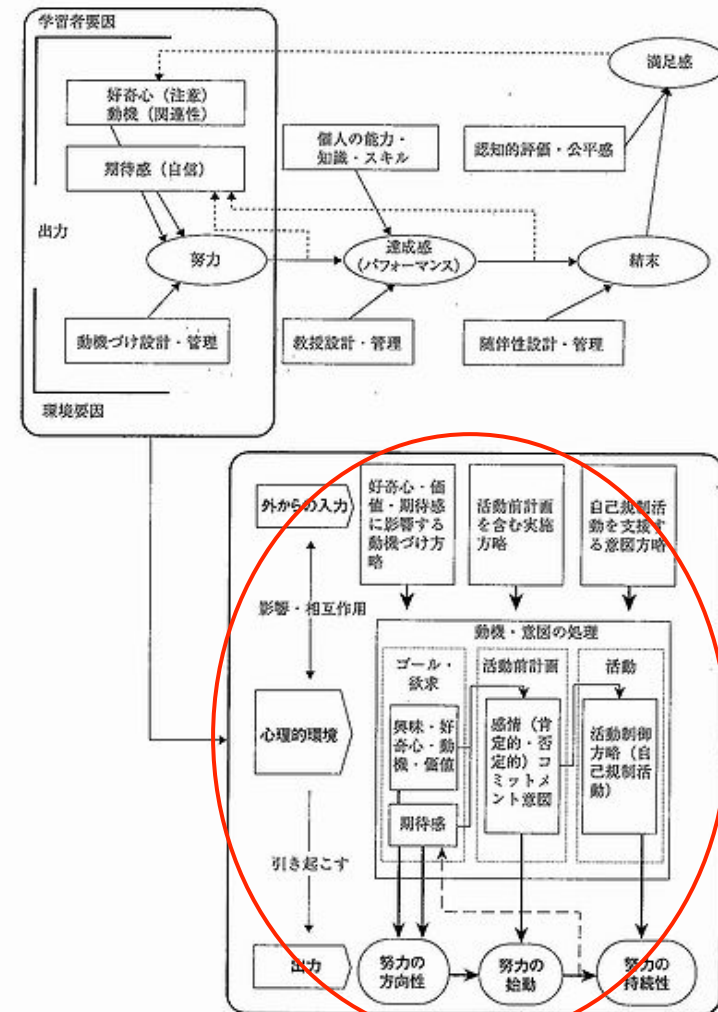 学習者要因
満足感
好奇心（注意）
動機（関連性）
個人の能力・
知識・スキル
認知的評価・公平感
期待感（自信）
出力
努力
達成感
（パフォーマンス）
結末
動機づけ設計・管理
教授設計・管理
随伴性設計・管理
環境要因
外からの入力
好奇心・価
値・期待感
に影響する
動機づけ方
略
活動前計画
を含む実施
方略
自己規制活
動を支援す
る意図方略
影響・相互作用
動機・意図の処理
ゴール・
欲求
活動前計画
活動
心理的環境
興味・好
奇心・動
機・価値
感情（肯
定的・否
定的）コ
ミットメ
ント意図
活動制御
方略（自
己規制活
動）
期待感
引き起こす
出力
努力の
方向性
努力の
始動
努力の
持続性